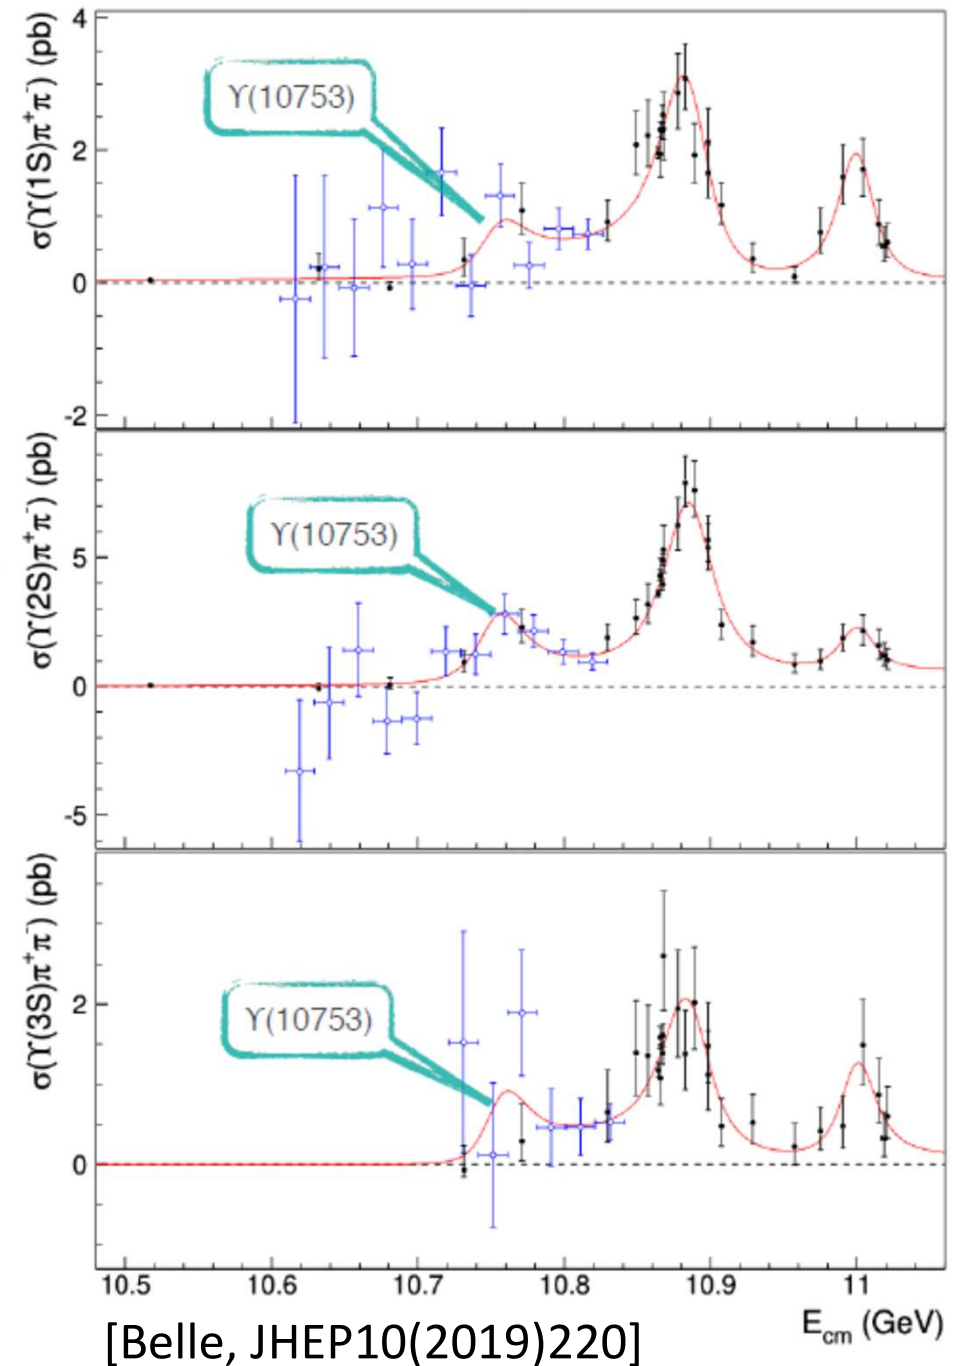 σ(ϒ(1S)π⁺π⁻) (pb)
4
2
0
-2
ϒ(10753)
σ(ϒ(2S)π⁺π⁻) (pb)
5
0
-5
ϒ(10753)
σ(ϒ(3S)π⁺π⁻) (pb)
2
0
ϒ(10753)
10.5 10.6 10.7 10.8 10.9 11
E_cm (GeV)
[Belle, JHEP10(2019)220]